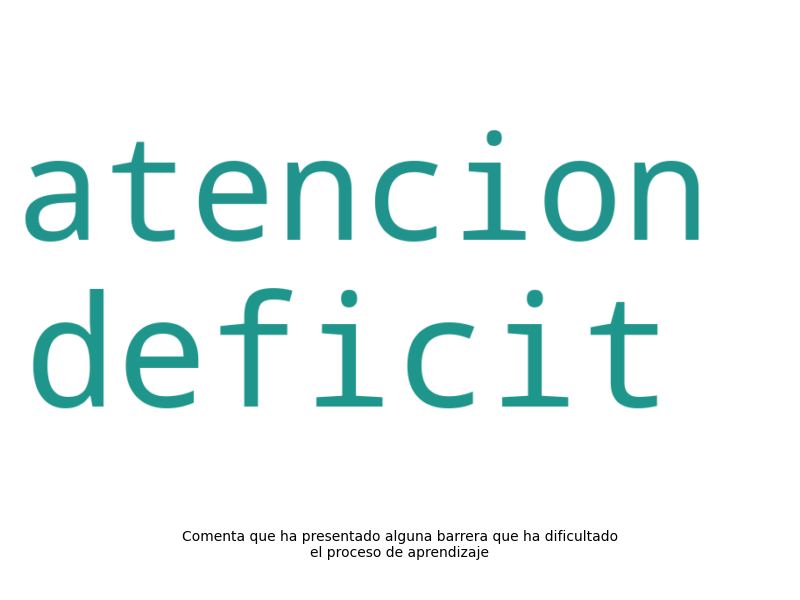 atencion
deficit
Comenta que ha presentado alguna barrera que ha dificultado
el proceso de aprendizaje